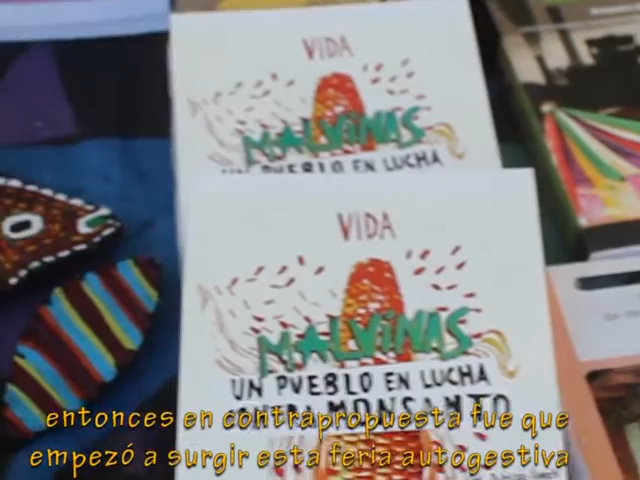 VIDA
MALVINAS
UN PUEBLO EN LUCHA
VIDA
MALVINAS
UN PUEBLO EN LUCHA
MONSANTO
entonces en contrapropuesta fue que
empezó a surgir esta feria autogestiva